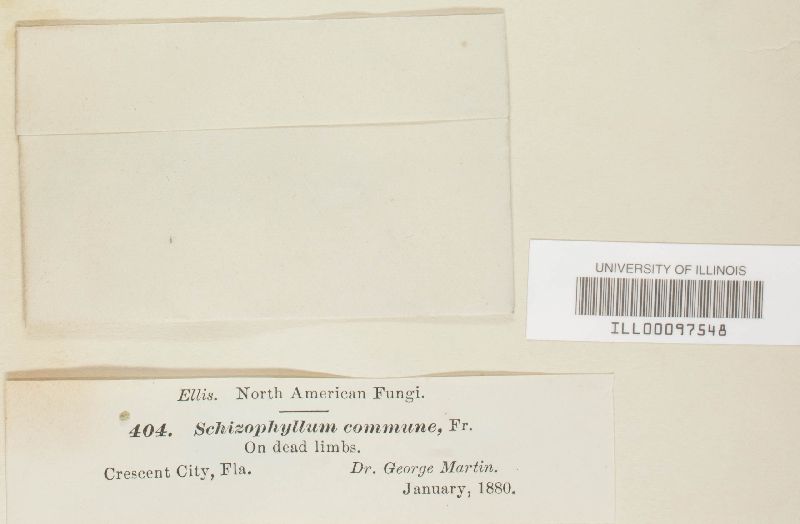 UNIVERSITY OF ILLINOIS
ILL00097548
Ellis. North American Fungi.
404. Schizophyllum commune, Fr.
On dead limbs.
Crescent City, Fla. Dr. George Martin.
January, 1880.